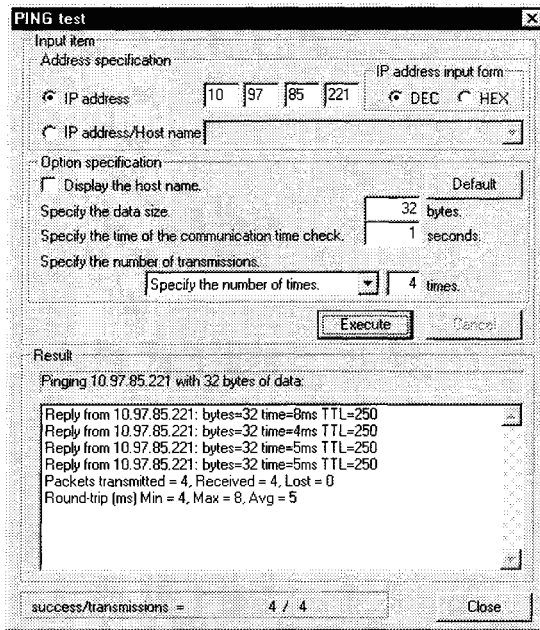 PING test
Input item
Address specification
IP address input form
IP address 10 97 85 221 DEC HEX
IP address/Host name
Option specification
Display the host name. Default
Specify the data size. 32 bytes.
Specify the time of the communication time check. 1 seconds.
Specify the number of transmissions.
Specify the number of times. 4 times.
Execute Cancel
Result
Pinging 10.97.85.221 with 32 bytes of data:
Reply from 10.97.85.221: bytes=32 time=8ms TTL=250
Reply from 10.97.85.221: bytes=32 time=4ms TTL=250
Reply from 10.97.85.221: bytes=32 time=5ms TTL=250
Reply from 10.97.85.221: bytes=32 time=5ms TTL=250
Packets transmitted = 4, Received = 4, Lost = 0
Round-trip (ms) Min = 4, Max = 8, Avg = 5
success/transmissions = 4 / 4 Close